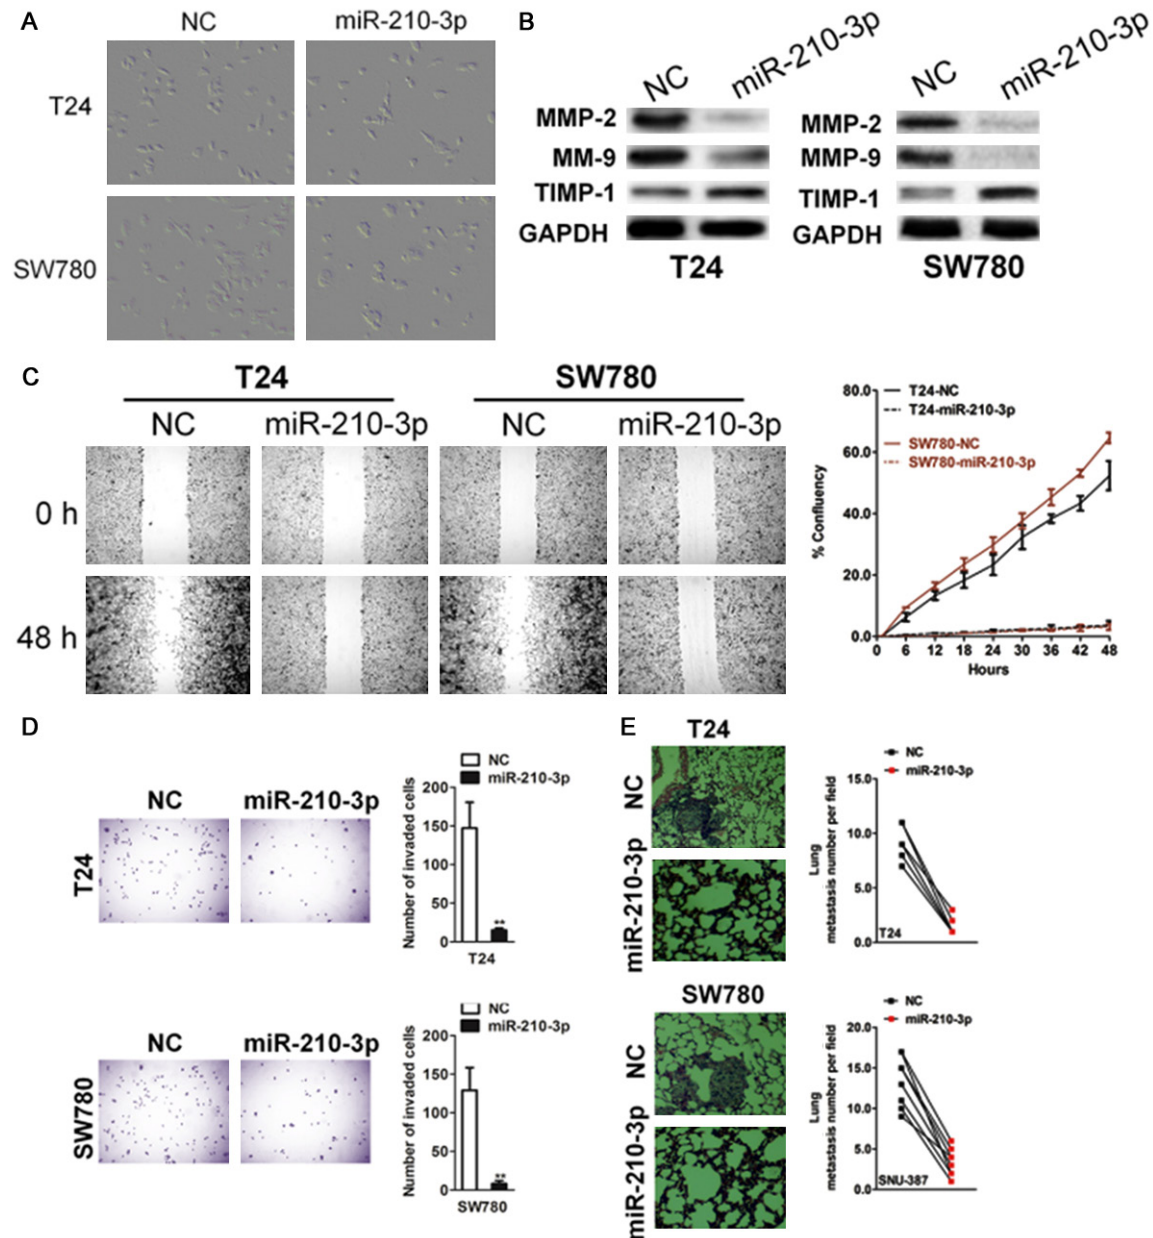 A
NC
miR-210-3p
T24
SW780
B
NC
miR-210-3p
NC
miR-210-3p
MMP-2
MM-9
TIMP-1
GAPDH
T24
MMP-2
MMP-9
TIMP-1
GAPDH
SW780
C
T24
SW780
NC
miR-210-3p
NC
miR-210-3p
0 h
48 h
T24-NC
T24-miR-210-3p
SW780-NC
SW780-miR-210-3p
80.0
60.0
40.0
20.0
0.0
% Confluency
0 6 12 18 24 30 36 42 48
Hours
D
NC
miR-210-3p
T24
NC
miR-210-3p
200
150
100
50
0
Number of invaded cells
**
T24
NC
miR-210-3p
SW780
NC
miR-210-3p
200
150
100
50
0
Number of invaded cells
**
SW780
E
T24
NC
miR-210-3p
NC
miR-210-3p
15.0
10.0
5.0
0.0
Lung
metastasis number per field
T24
SW780
NC
miR-210-3p
NC
miR-210-3p
20.0
15.0
10.0
5.0
0.0
Lung
metastasis number per field
SNU-387